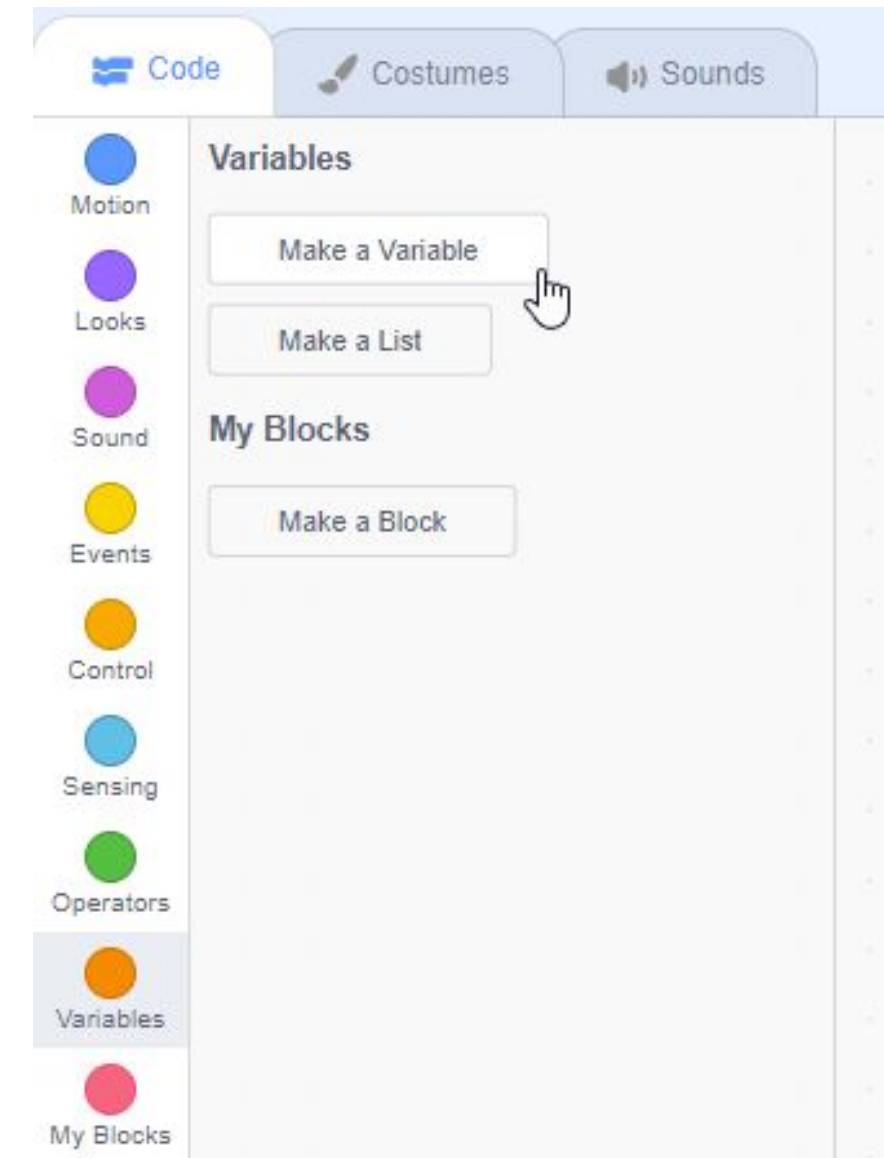 Code Costumes Sounds
Motion
Looks
Sound
Events
Control
Sensing
Operators
Variables
My Blocks
Variables
Make a Variable
Make a List
My Blocks
Make a Block